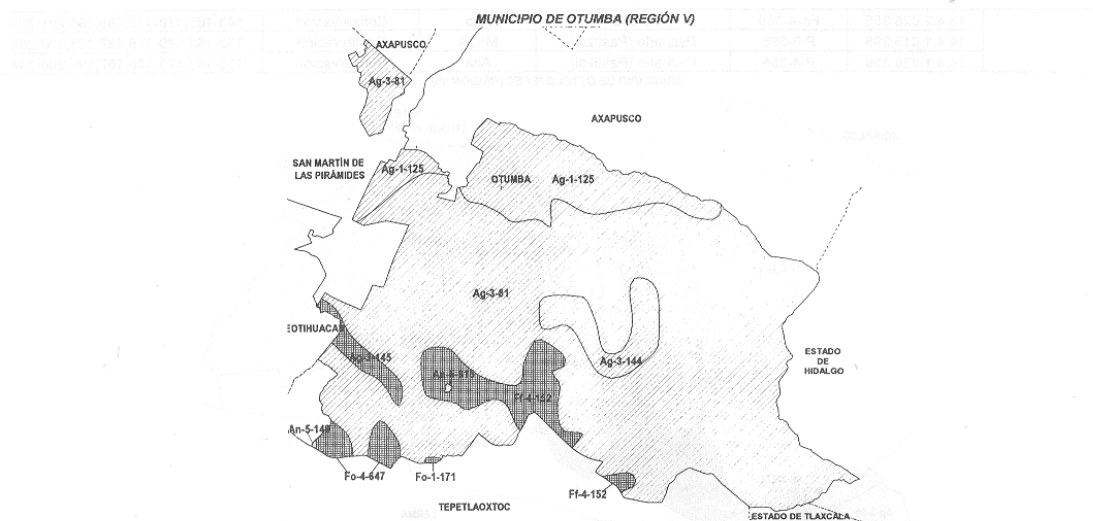 MUNICIPIO DE OTUMBA (REGIÓN V)
AXAPUSCO
Ag-3-81
AXAPUSCO
SAN MARTÍN DE
LAS PIRÁMIDES
Ag-1-125
OTUMBA
Ag-1-125
Ag-3-81
EOTIHUACAN
Ag-3-145
Ag-3-144
ESTADO
DE
HIDALGO
Ff-4-152
An-5-149
Fo-4-647
Fo-1-171
Ff-4-152
TEPETLAOXTOC
ESTADO DE TLAXCALA